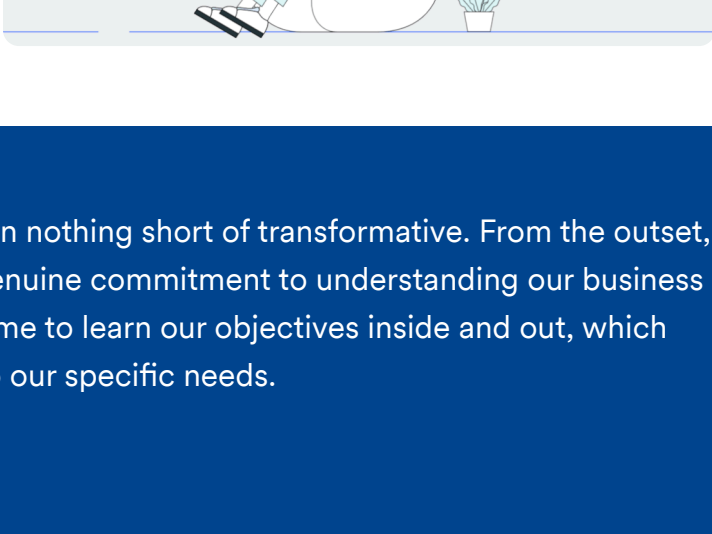 n nothing short of transformative. From the outset,
enuine commitment to understanding our business
me to learn our objectives inside and out, which
our specific needs.